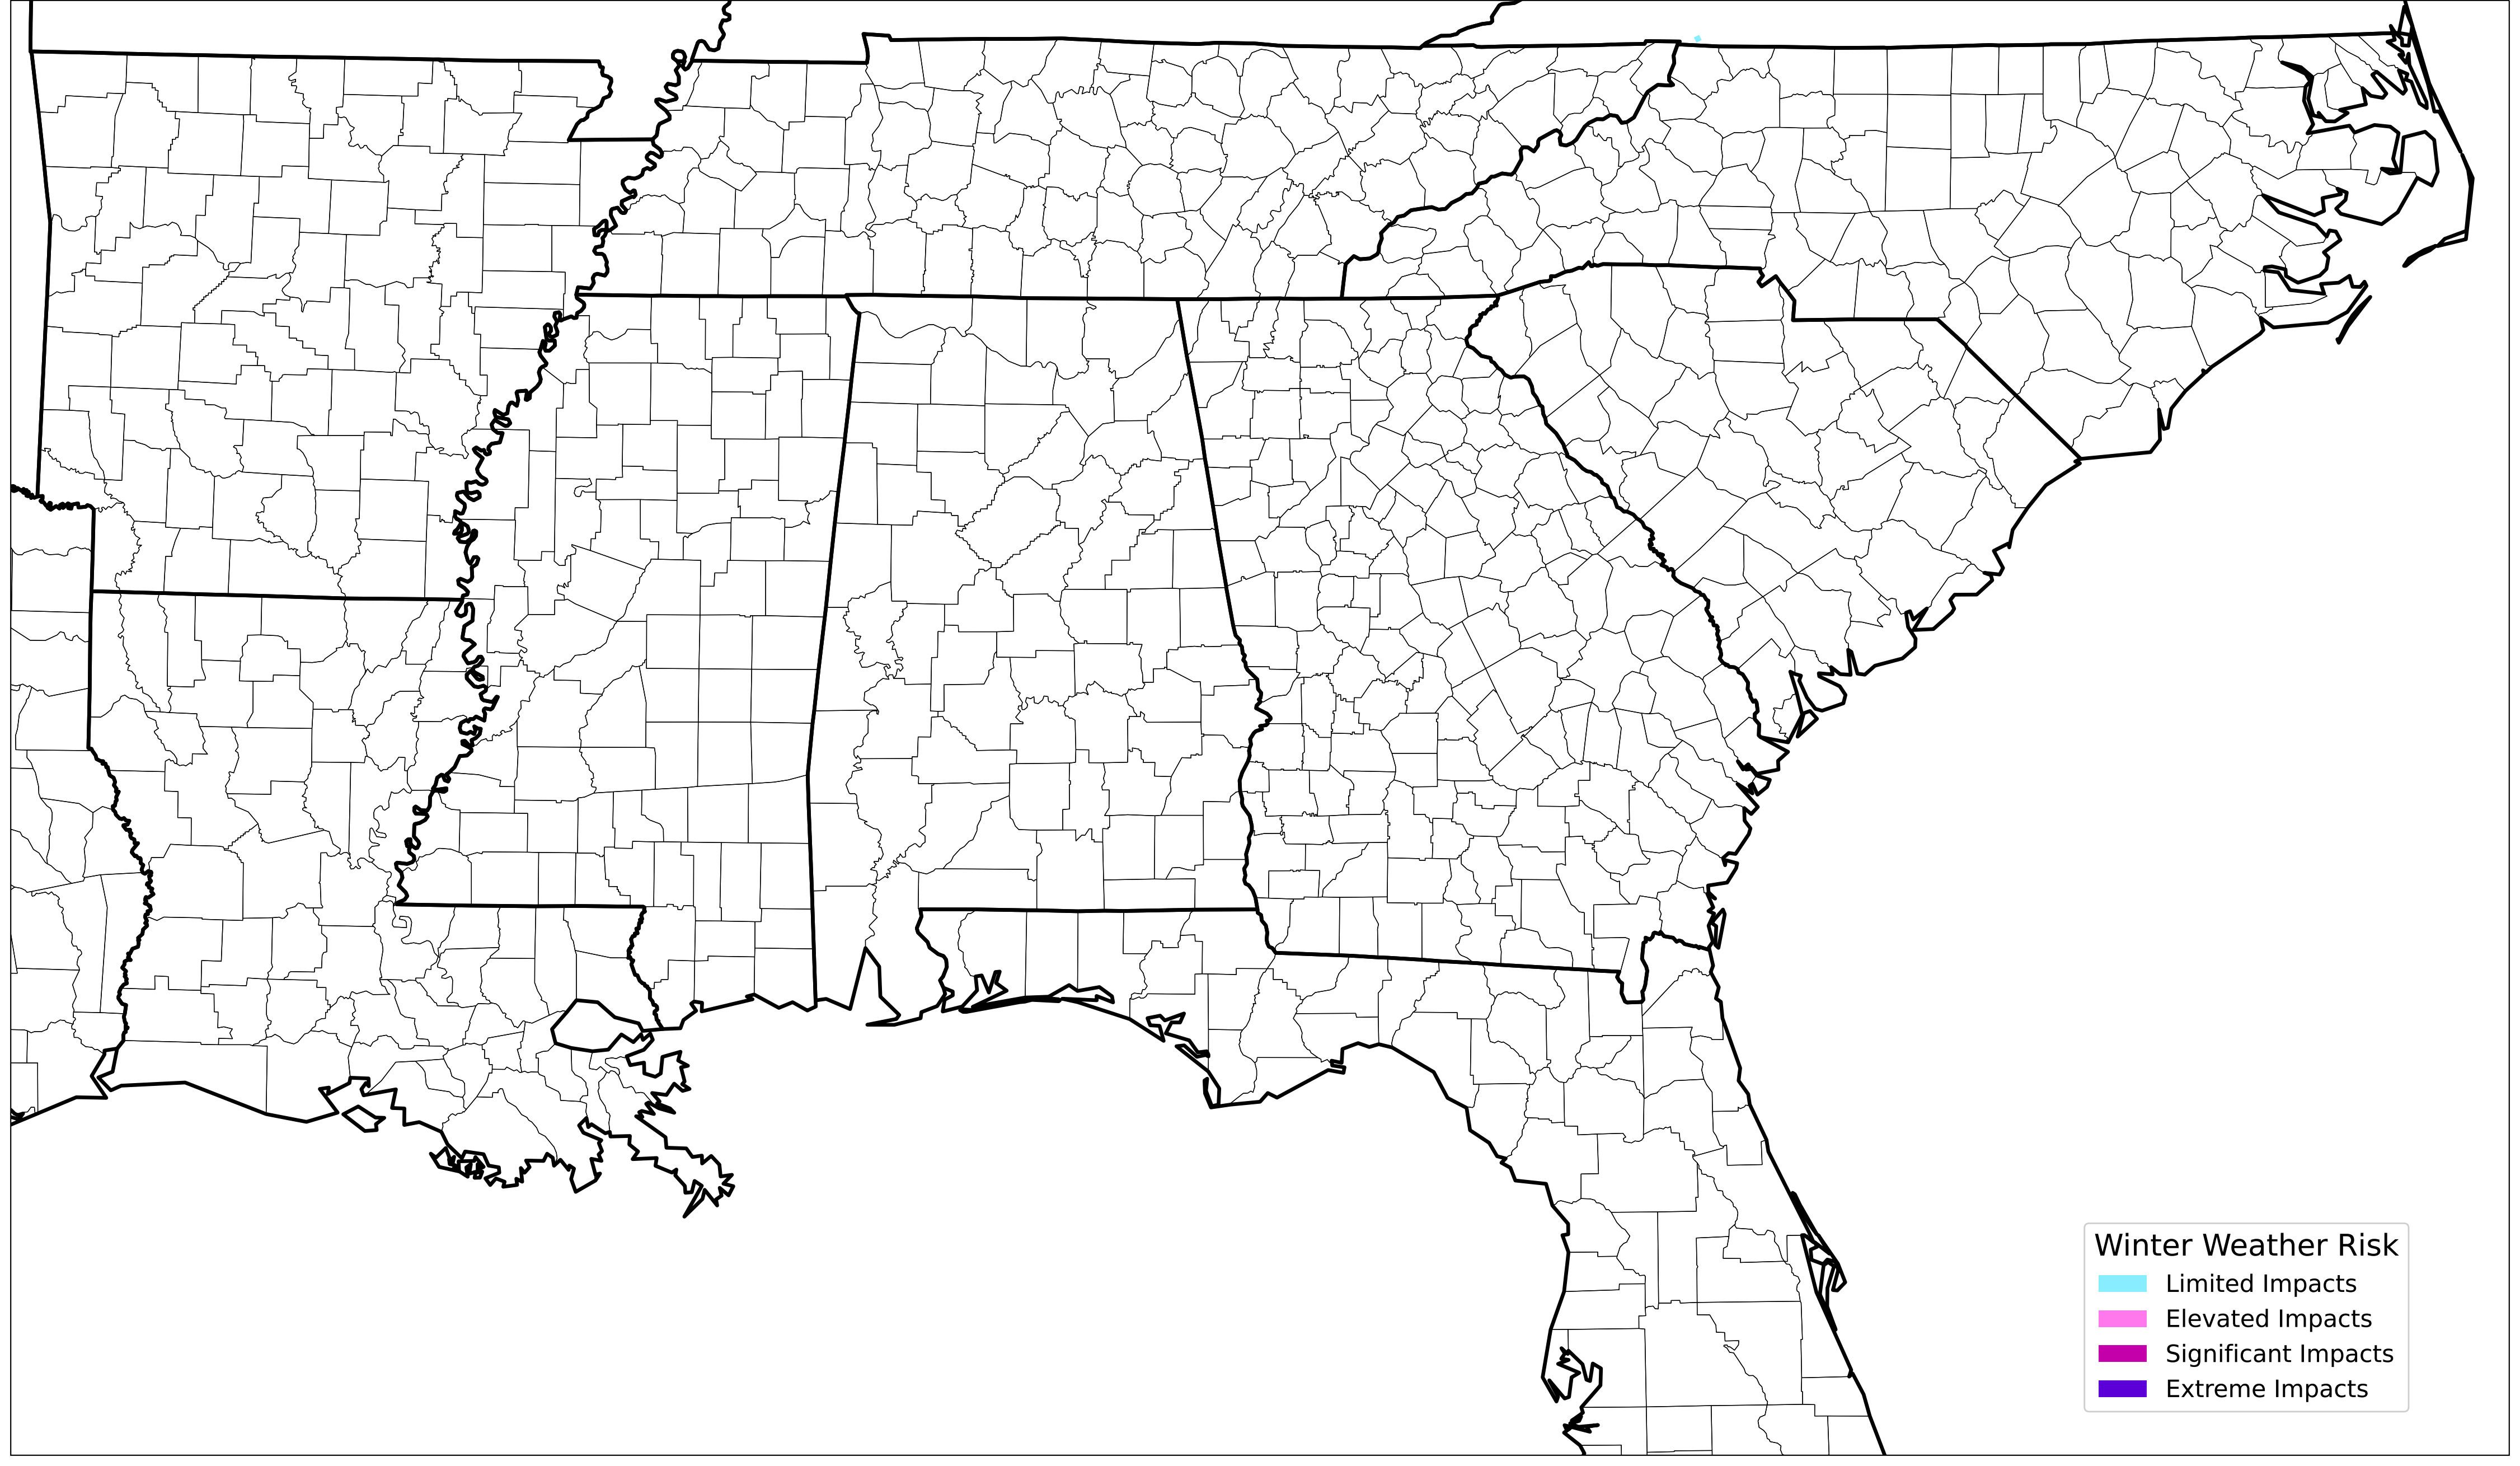 Winter Weather Risk
Limited Impacts
Elevated Impacts
Significant Impacts
Extreme Impacts